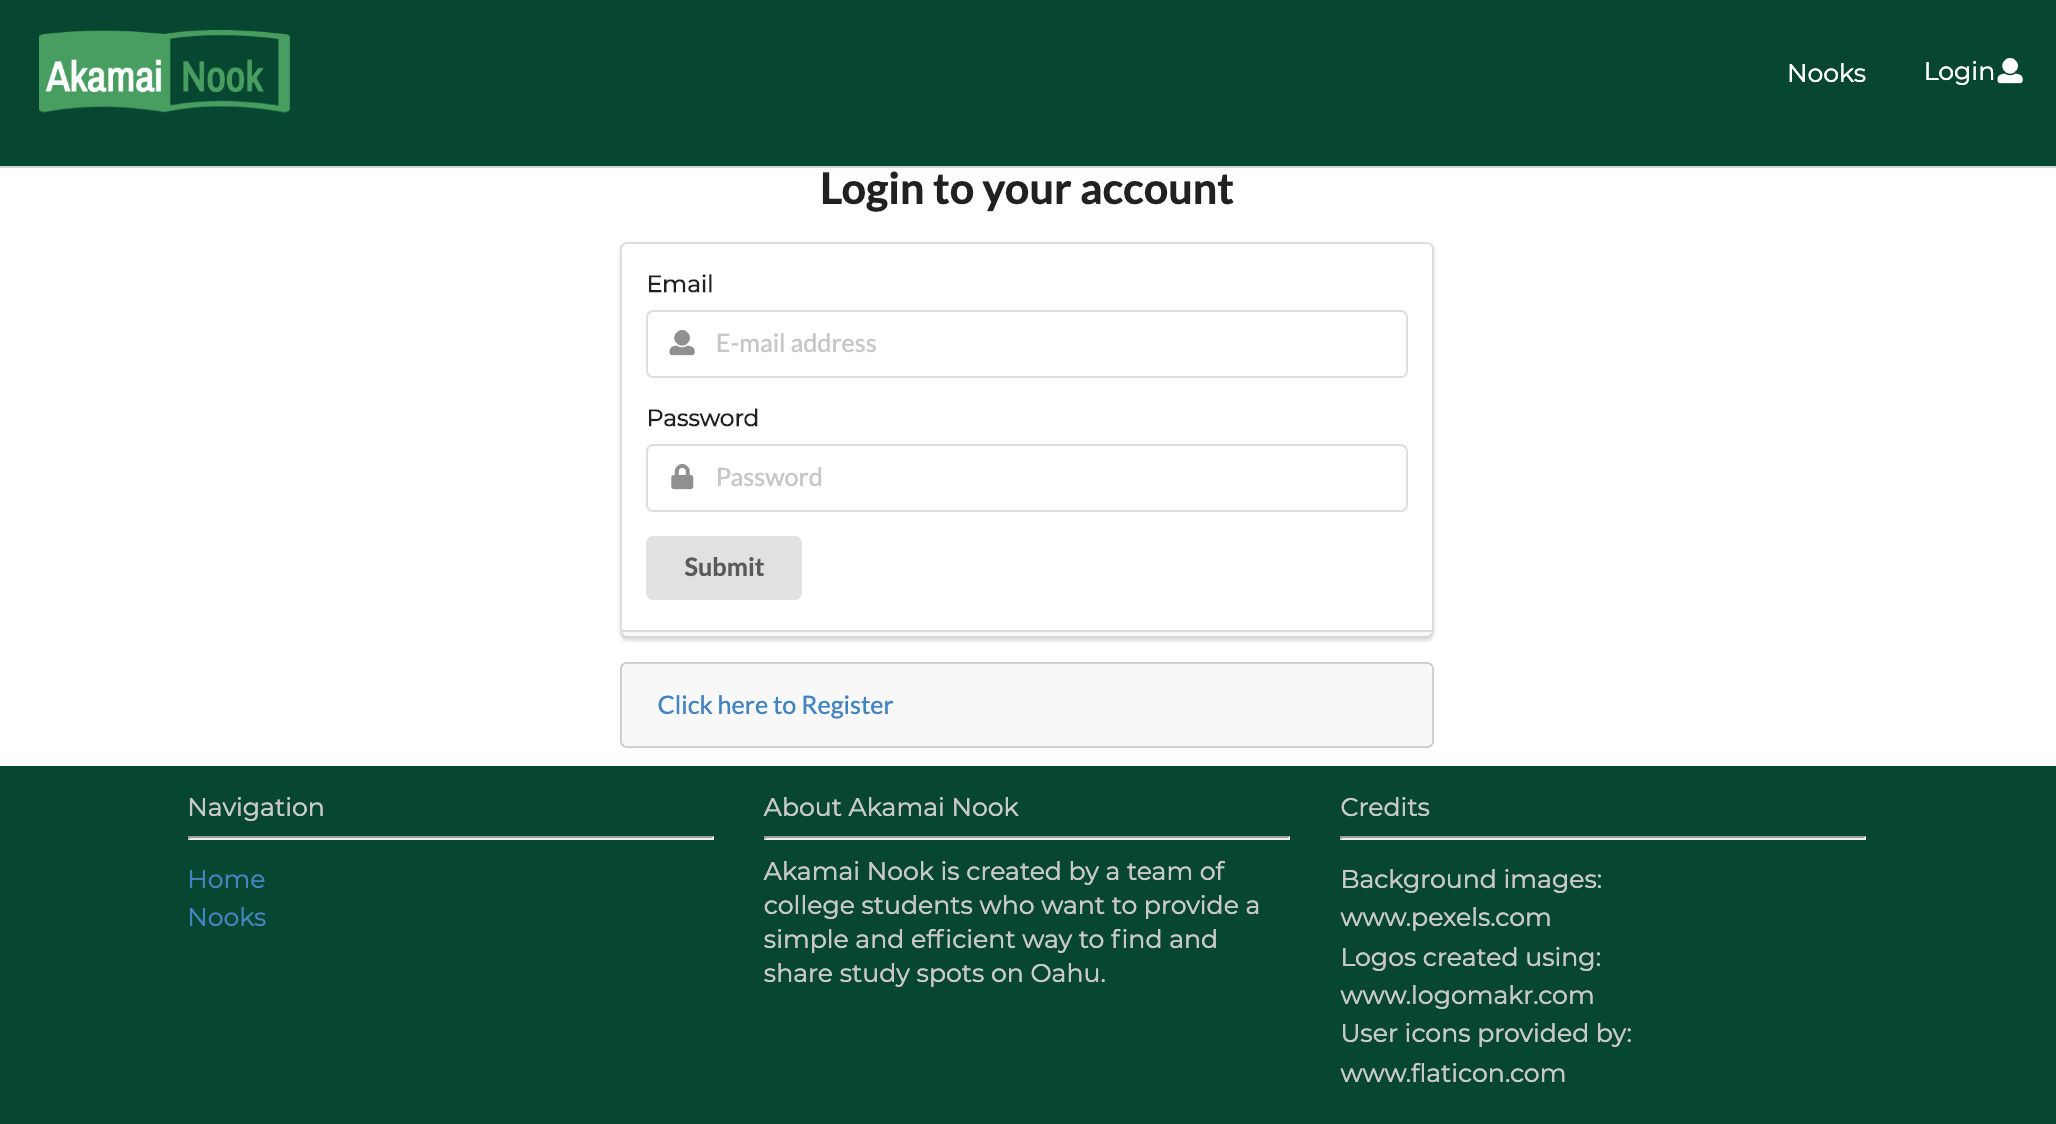 Akamai Nook
Nooks
Login
Login to your account
Email
E-mail address
Password
Password
Submit
Click here to Register
Navigation
Home
Nooks
About Akamai Nook
Akamai Nook is created by a team of
college students who want to provide a
simple and efficient way to find and
share study spots on Oahu.
Credits
Background images:
www.pexels.com
Logos created using:
www.logomakr.com
User icons provided by:
www.flaticon.com